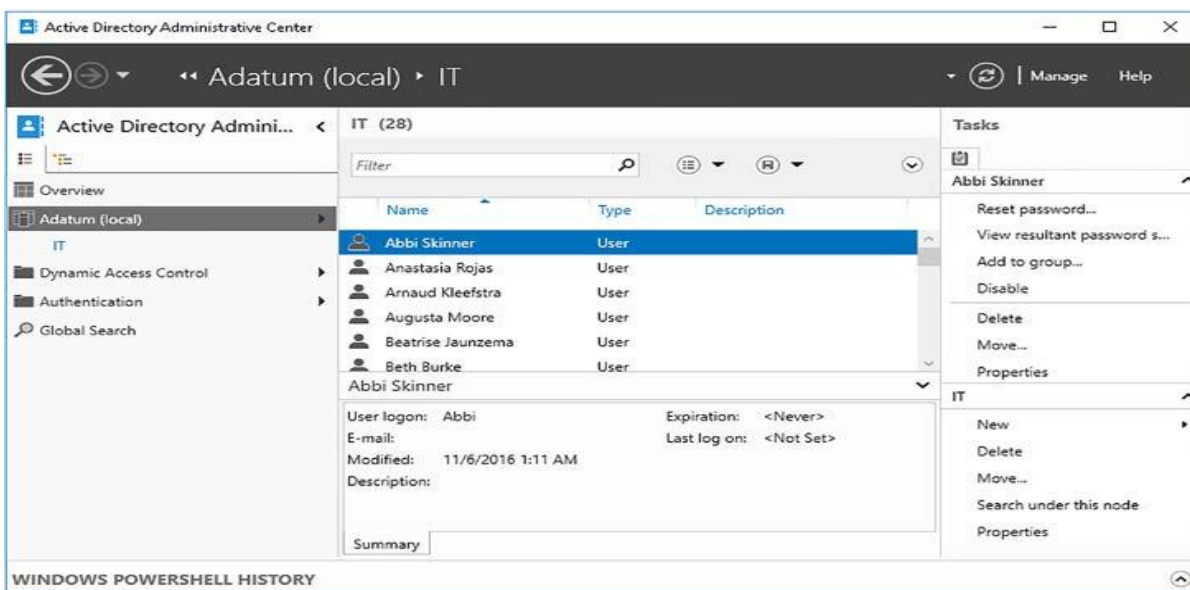 Active Directory Administrative Center
Adatum (local) IT
Manage Help
Active Directory Admini...
Overview
Adatum (local)
IT
Dynamic Access Control
Authentication
Global Search
IT (28)
Filter
Name Type Description
Abbi Skinner User
Anastasia Rojas User
Arnaud Kleefstra User
Augusta Moore User
Beatrise Jaunzema User
Beth Burke User
Abbi Skinner
User logon: Abbi Expiration: <Never>
E-mail: Last log on: <Not Set>
Modified: 11/6/2016 1:11 AM
Description:
Summary
Tasks
Abbi Skinner
Reset password...
View resultant password s...
Add to group...
Disable
Delete
Move...
Properties
IT
New
Delete
Move...
Search under this node
Properties
WINDOWS POWERSHELL HISTORY